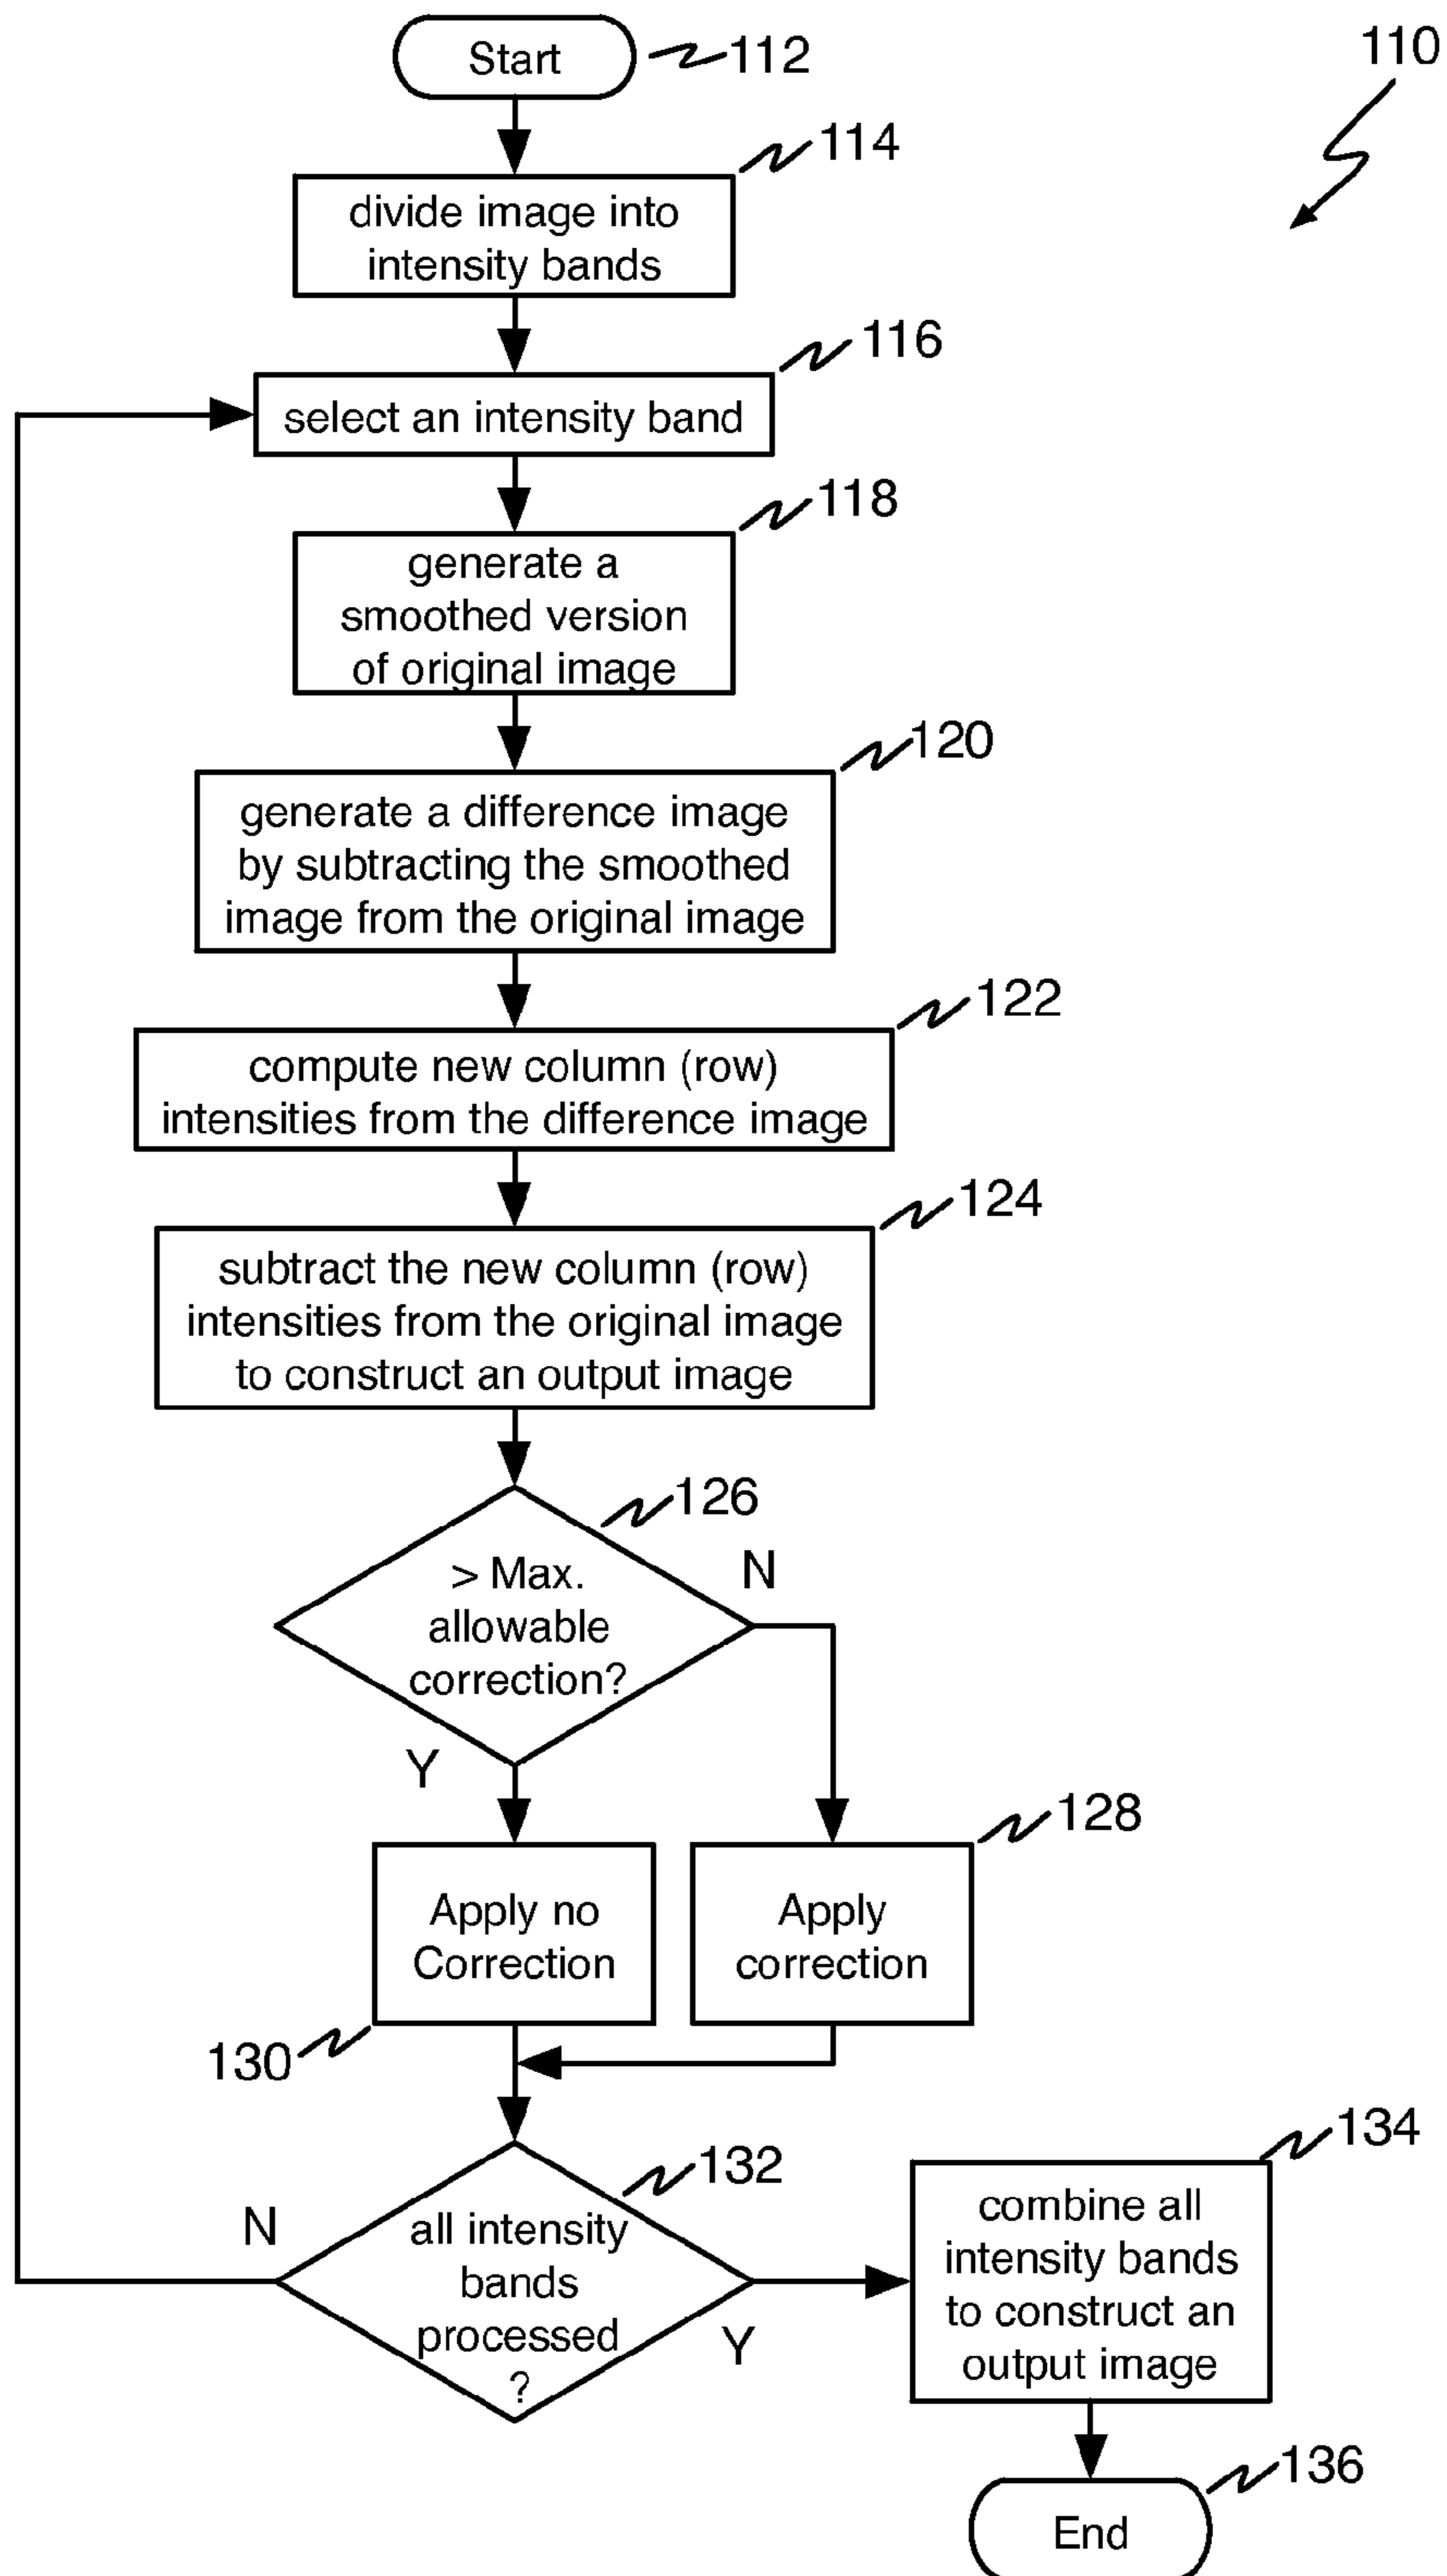 Start
112
110
114
divide image into
intensity bands
116
select an intensity band
118
generate a
smoothed version
of original image
120
generate a difference image
by subtracting the smoothed
image from the original image
122
compute new column (row)
intensities from the difference image
124
subtract the new column (row)
intensities from the original image
to construct an output image
126
> Max.
allowable
correction?
N
Y
128
Apply no
Correction
Apply
correction
130
132
134
N
all intensity
bands
processed
?
Y
combine all
intensity bands
to construct an
output image
136
End